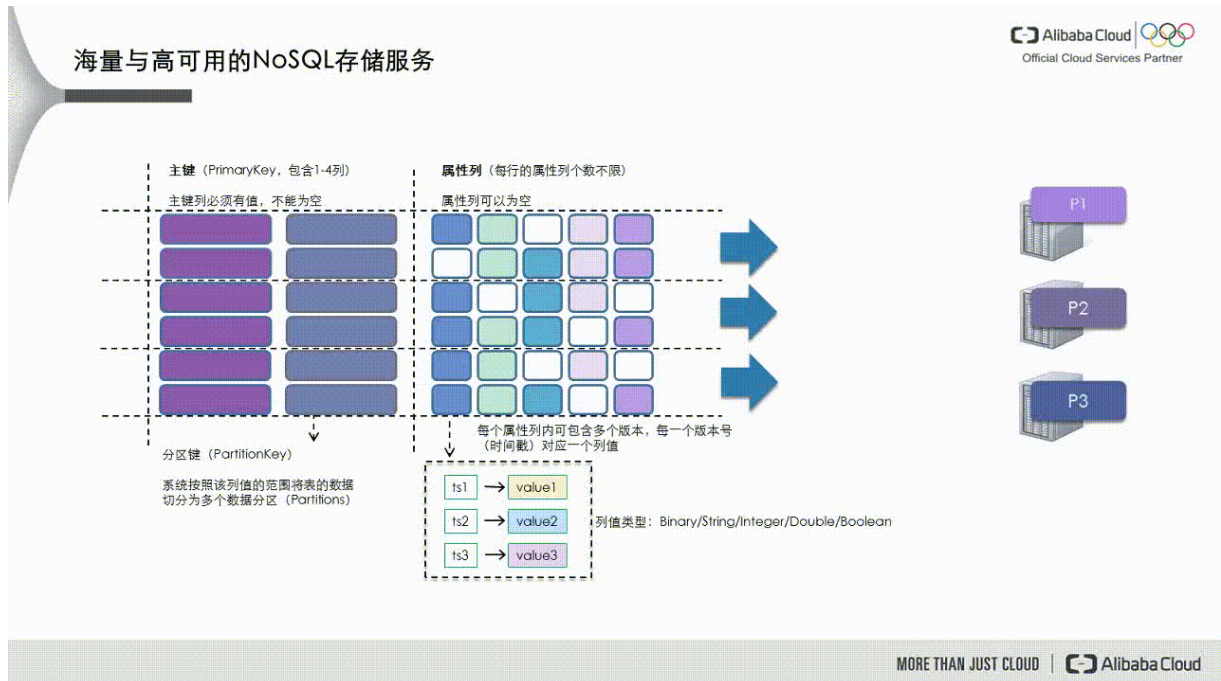 海量与高可用的NoSQL存储服务
Alibaba Cloud
Official Cloud Services Partner
主键（PrimaryKey，包含1-4列）
主键列必须有值，不能为空
属性列（每行的属性列个数不限）
属性列可以为空
P1
P2
P3
分区键（PartitionKey）
系统按照该列值的范围将表的数据
切分为多个数据分区（Partitions）
每个属性列内可包含多个版本，每一个版本号
（时间戳）对应一个列值
ts1
value1
ts2
value2
ts3
value3
列值类型：Binary/String/Integer/Double/Boolean
MORE THAN JUST CLOUD
Alibaba Cloud